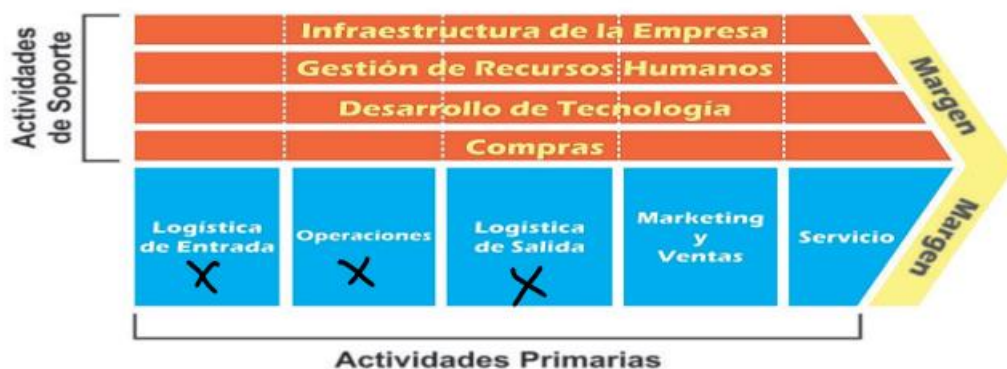 Actividades
de Soporte
Infraestructura de la Empresa
Gestión de Recursos Humanos
Desarrollo de Tecnología
Compras
Margen
Logística
de Entrada
Operaciones
Logística
de Salida
Marketing
y
Ventas
Servicio
Margen
Actividades Primarias